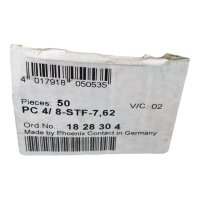 4 017918 050535
Pieces: 50
PC 4/ 8-STF-7,62
V/C: 02
Ord.No. 18 28 30 4
Made by Phoenix Contact in Germany